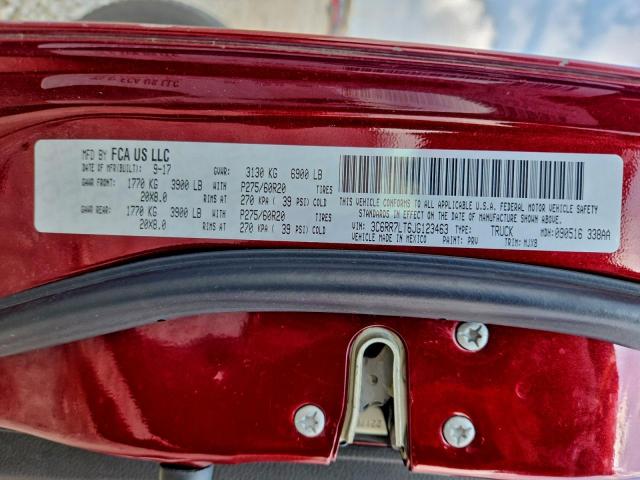 MFD BY FCA US LLC
DATE OF MFR(BUILT): 9-17 GVWR: 3130 KG 6900 LB
GAWR FRONT: 1770 KG 3900 LB WITH P275/60R20 TIRES
20X8.0 RIMS AT 270 KPA ( 39 PSI) COLD
GAWR REAR: 1770 KG 3900 LB WITH P275/60R20 TIRES
20X8.0 RIMS AT 270 KPA ( 39 PSI) COLD
THIS VEHICLE CONFORMS TO ALL APPLICABLE U.S.A. FEDERAL MOTOR VEHICLE SAFETY
STANDARDS IN EFFECT ON THE DATE OF MANUFACTURE SHOWN ABOVE.
VIN: 3C6RR7LT6JG123463 TYPE: TRUCK MDH:090516 338AA
VEHICLE MADE IN MEXICO PAINT: PRV TRIM: MJX8